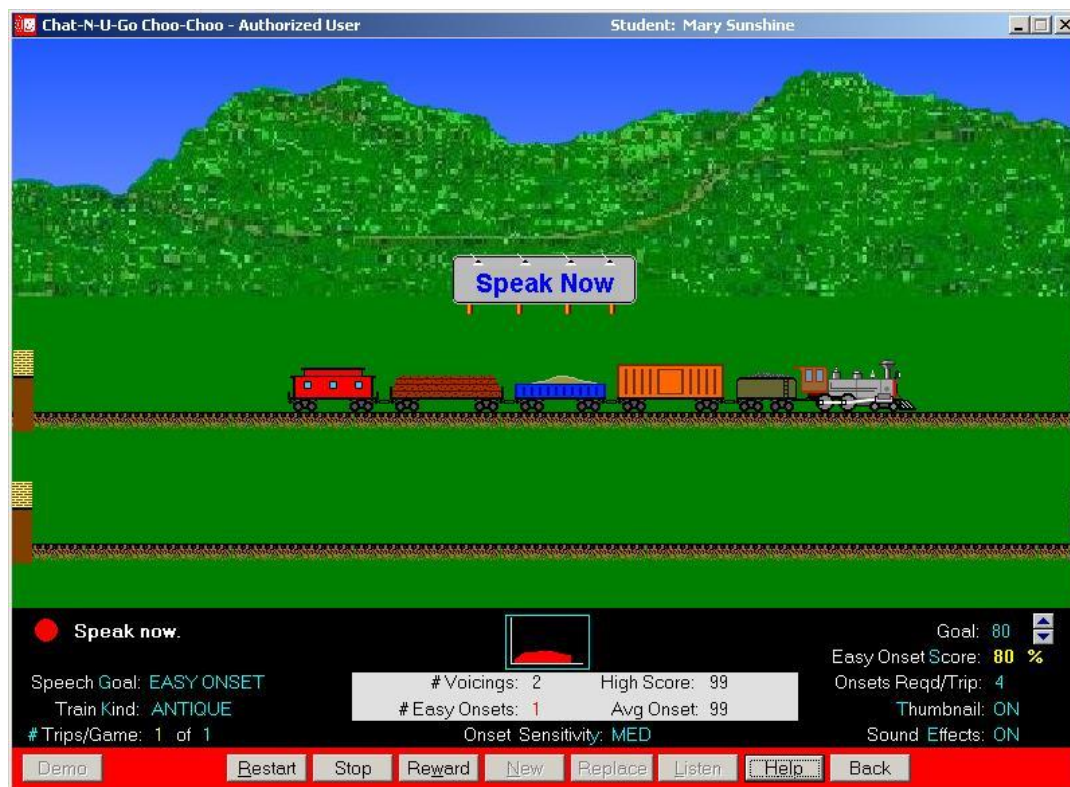 Chat-N-U-Go Choo-Choo - Authorized User Student: Mary Sunshine
Speak Now
Speak now.
Goal: 80
Easy Onset Score: 80 %
Speech Goal: EASY ONSET # Voicings: 2 High Score: 99 Onsets Reqd/Trip: 4
Train Kind: ANTIQUE # Easy Onsets: 1 Avg Onset: 99 Thumbnail: ON
# Trips/Game: 1 of 1 Onset Sensitivity: MED Sound Effects: ON
Demo Restart Stop Reward New Replace Listen Help Back